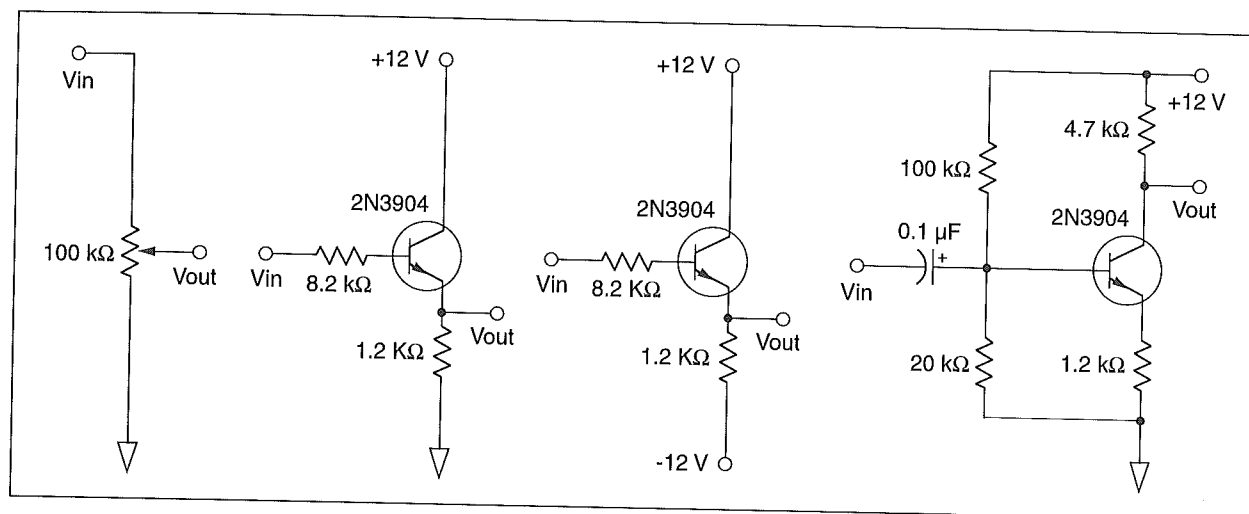 Vin
100 kΩ
Vout
+12 V
2N3904
Vin
8.2 kΩ
Vout
1.2 KΩ
+12 V
2N3904
Vin
8.2 KΩ
Vout
1.2 KΩ
-12 V
+12 V
4.7 kΩ
100 kΩ
Vout
2N3904
0.1 µF
+
Vin
20 kΩ
1.2 kΩ